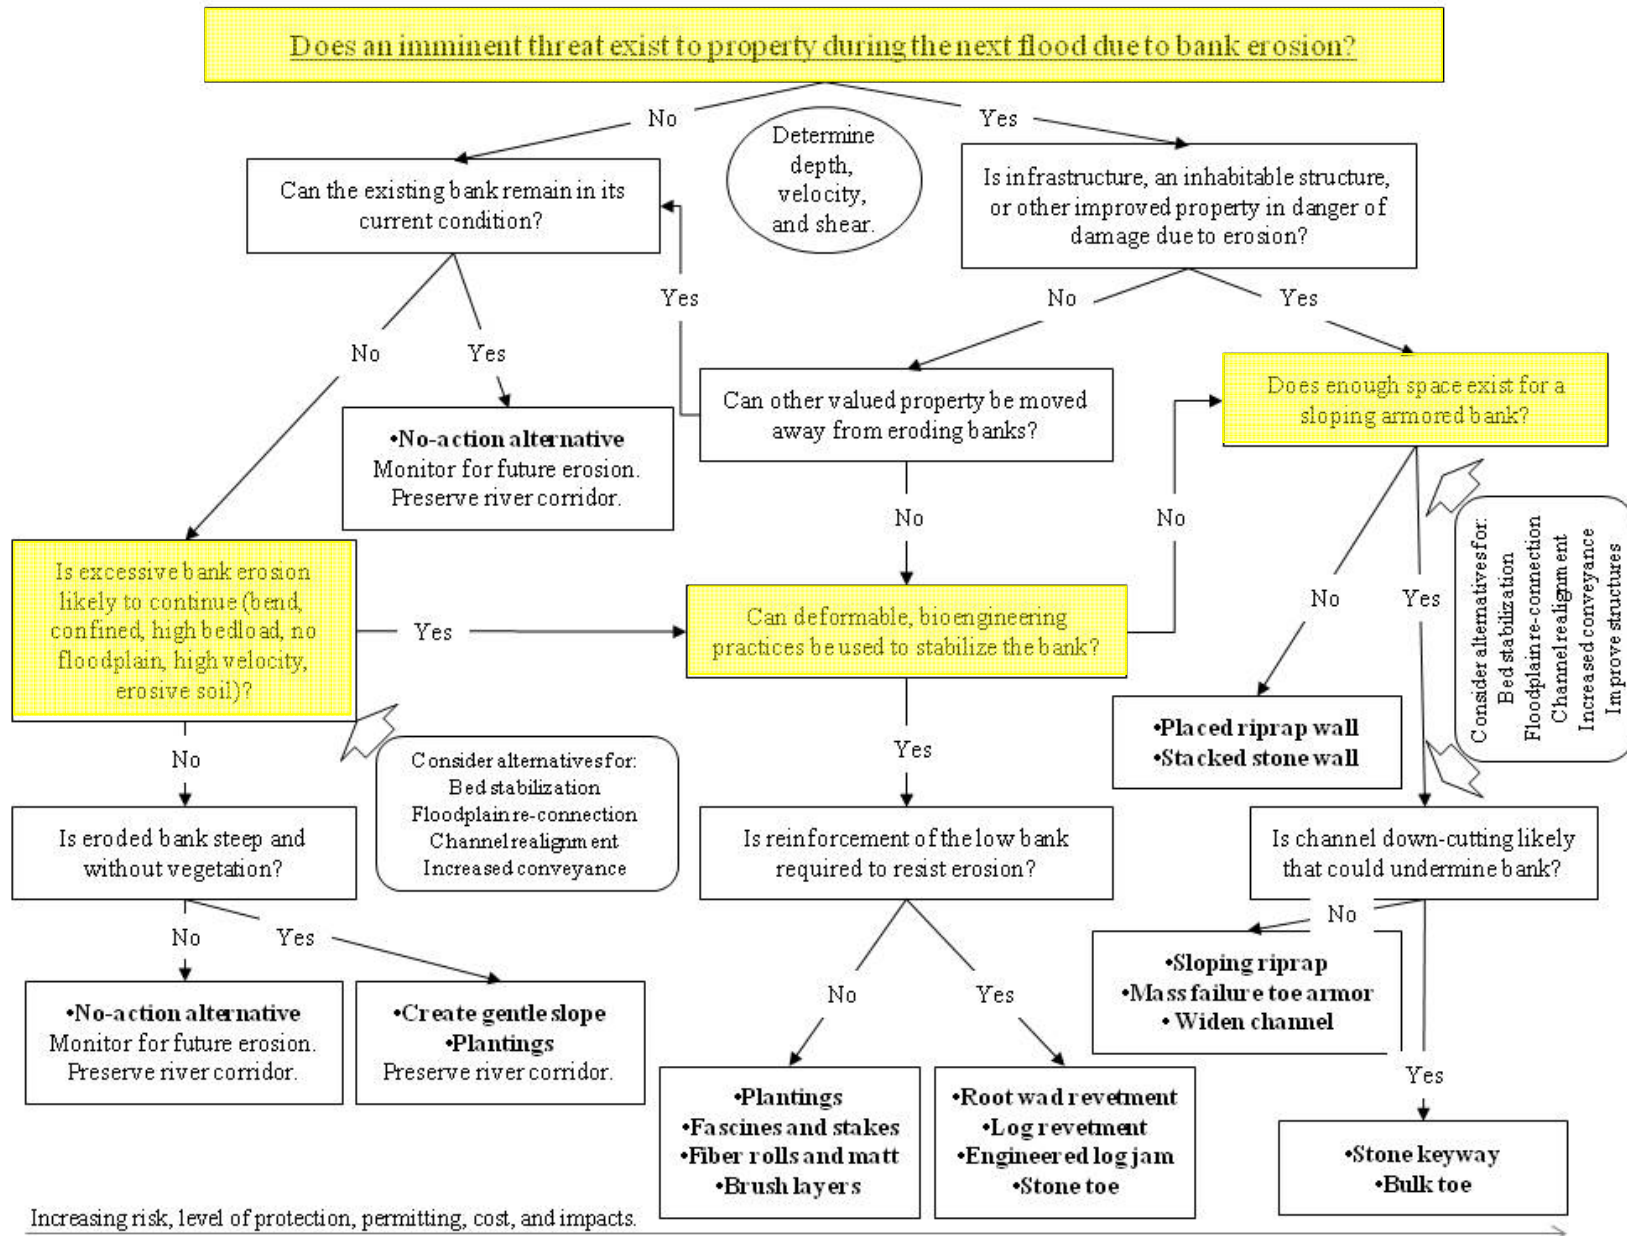 Does an imminent threat exist to property during the next flood due to bank erosion?
No
Yes
Determine
depth,
velocity,
and shear.
Can the existing bank remain in its
current condition?
Is infrastructure, an inhabitable structure,
or other improved property in danger of
damage due to erosion?
No
Yes
Yes
No
Yes
Can other valued property be moved
away from eroding banks?
Does enough space exist for a
sloping armored bank?
•No-action alternative
Monitor for future erosion.
Preserve river corridor.
No
No
Consider alternatives for:
Bed stabilization
Floodplain re-connection
Channel realignment
Increased conveyance
Improve structures
Is excessive bank erosion
likely to continue (bend,
confined, high bedload, no
floodplain, high velocity,
erosive soil)?
Yes
Can deformable, bioengineering
practices be used to stabilize the bank?
No
Yes
•Placed riprap wall
•Stacked stone wall
No
Consider alternatives for:
Bed stabilization
Floodplain re-connection
Channel realignment
Increased conveyance
Yes
Is eroded bank steep and
without vegetation?
Is reinforcement of the low bank
required to resist erosion?
Is channel down-cutting likely
that could undermine bank?
No
Yes
No
Yes
No
Yes
•No-action alternative
Monitor for future erosion.
Preserve river corridor.
•Create gentle slope
•Plantings
Preserve river corridor.
•Sloping riprap
•Mass failure toe armor
• Widen channel
•Plantings
•Fascines and stakes
•Fiber rolls and matt
•Brush layers
•Root wad revetment
•Log revetment
•Engineered log jam
•Stone toe
•Stone keyway
•Bulk toe
Increasing risk, level of protection, permitting, cost, and impacts.